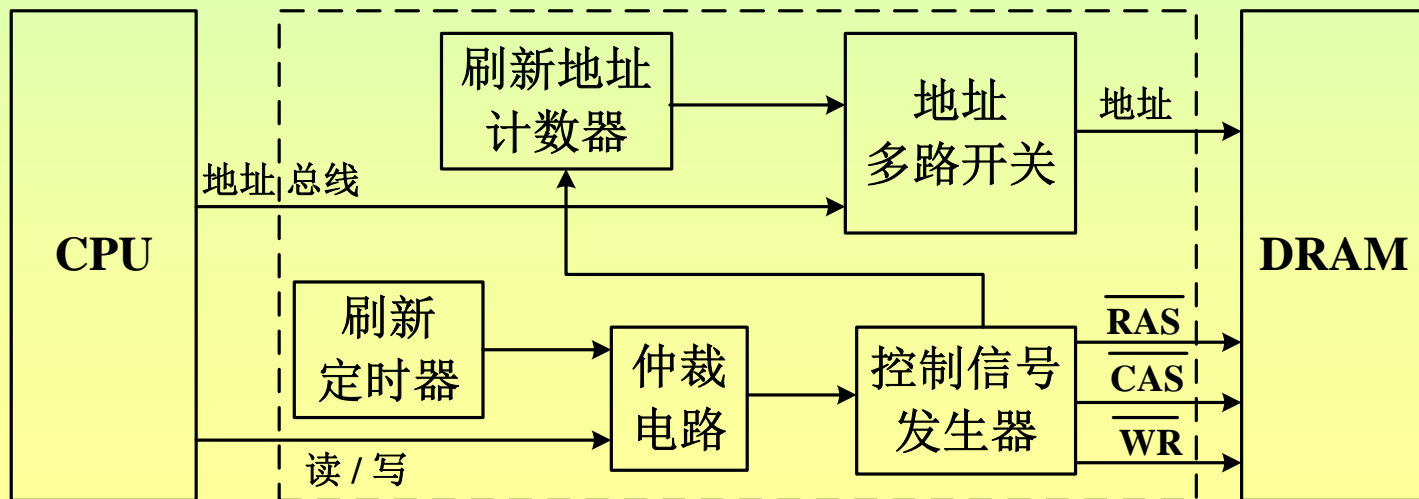 刷新地址
计数器
地址
多路开关
地址
地址总线
CPU
DRAM
刷新
定时器
仲裁
电路
控制信号
发生器
RAS
CAS
WR
读 / 写